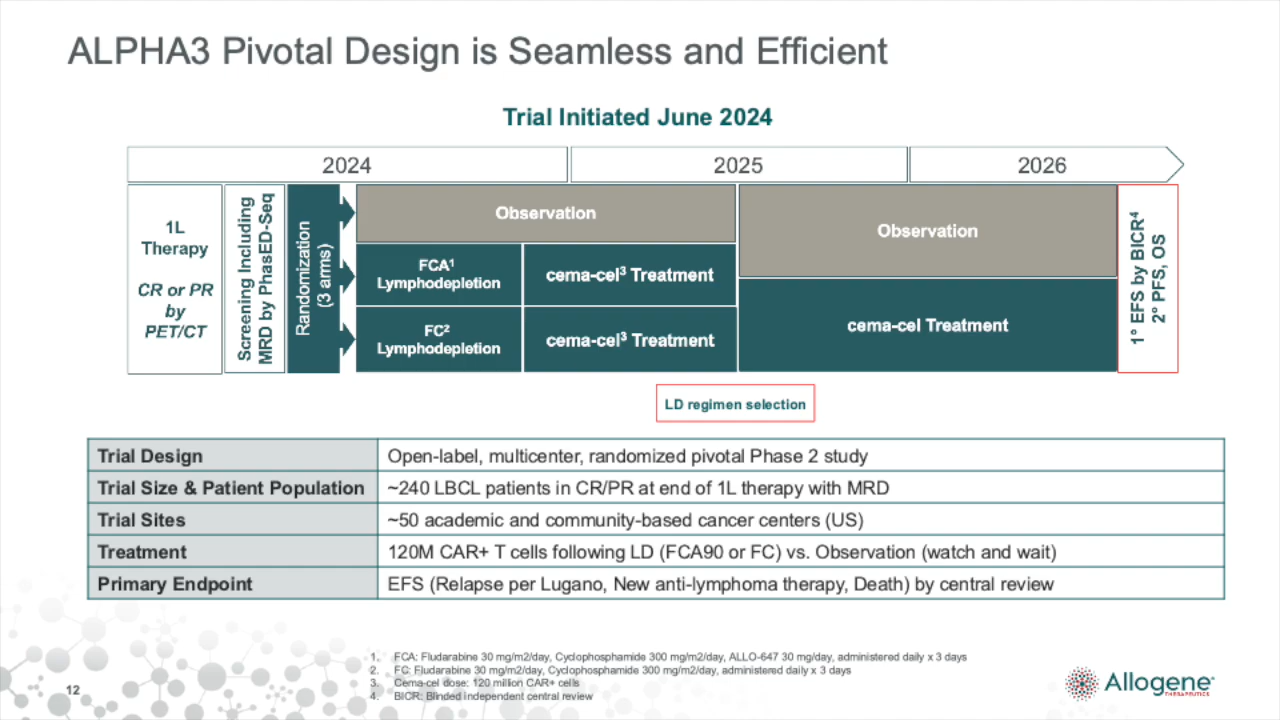 ALPHA3 Pivotal Design is Seamless and Efficient
Trial Initiated June 2024
2024
2025
2026
1L
Therapy
CR or PR
by
PET/CT
Screening Including
MRD by PhasED-Seq
Randomization
(3 arms)
Observation
FCA¹
Lymphodepletion
cema-cel³ Treatment
FC²
Lymphodepletion
cema-cel³ Treatment
Observation
cema-cel Treatment
1° EFS by BICR⁴
2° PFS, OS
LD regimen selection
Trial Design Open-label, multicenter, randomized pivotal Phase 2 study
Trial Size & Patient Population ~240 LBCL patients in CR/PR at end of 1L therapy with MRD
Trial Sites ~50 academic and community-based cancer centers (US)
Treatment 120M CAR+ T cells following LD (FCA90 or FC) vs. Observation (watch and wait)
Primary Endpoint EFS (Relapse per Lugano, New anti-lymphoma therapy, Death) by central review
1. FCA: Fludarabine 30 mg/m2/day, Cyclophosphamide 300 mg/m2/day, ALLO-647 30 mg/day, administered daily x 3 days
2. FC: Fludarabine 30 mg/m2/day, Cyclophosphamide 300 mg/m2/day, administered daily x 3 days
3. Cema-cel dose: 120 million CAR+ cells
4. BICR: Blinded independent central review
12
Allogene
THERAPEUTICS